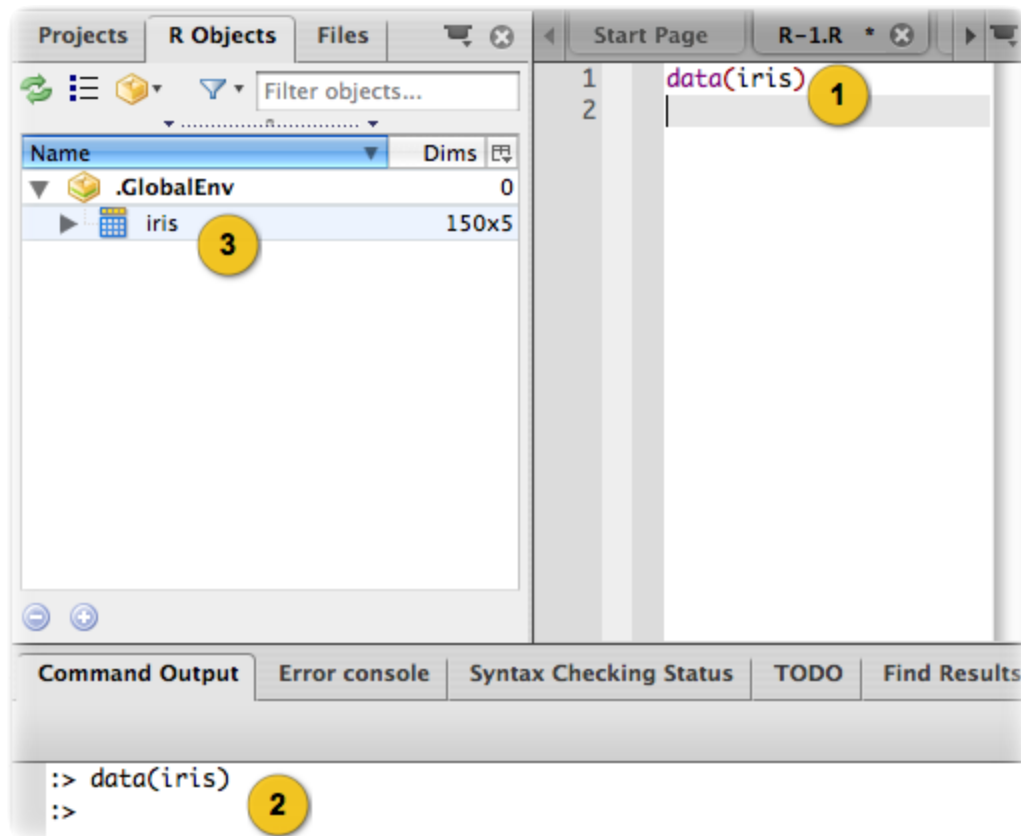 Projects R Objects Files
Filter objects...
Name Dims
.GlobalEnv 0
iris 150x5
3
Start Page R-1.R *
1 data(iris)
2
1
Command Output Error console Syntax Checking Status TODO Find Results
:> data(iris)
:>
2